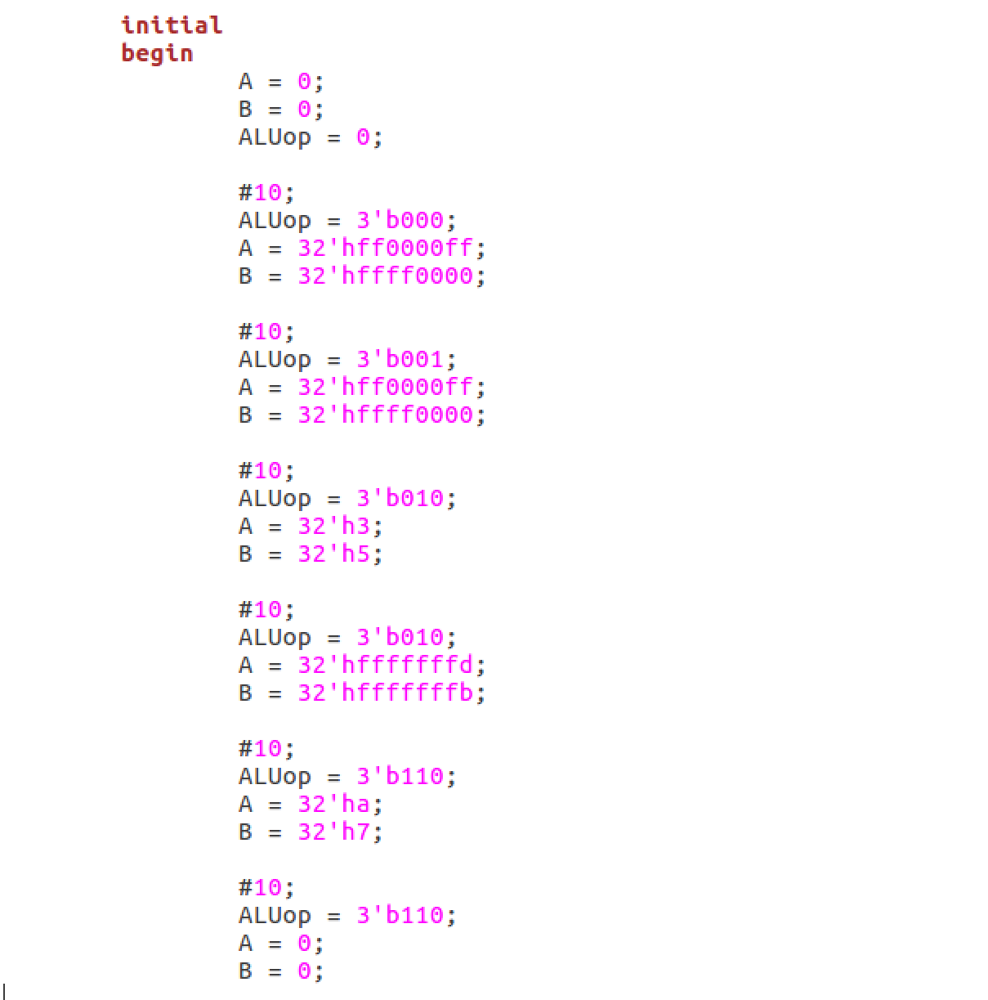 initial
begin
A = 0;
B = 0;
ALUop = 0;
#10;
ALUop = 3'b000;
A = 32'hff0000ff;
B = 32'hffff0000;
#10;
ALUop = 3'b001;
A = 32'hff0000ff;
B = 32'hffff0000;
#10;
ALUop = 3'b010;
A = 32'h3;
B = 32'h5;
#10;
ALUop = 3'b010;
A = 32'hfffffffd;
B = 32'hfffffffb;
#10;
ALUop = 3'b110;
A = 32'ha;
B = 32'h7;
#10;
ALUop = 3'b110;
A = 0;
B = 0;